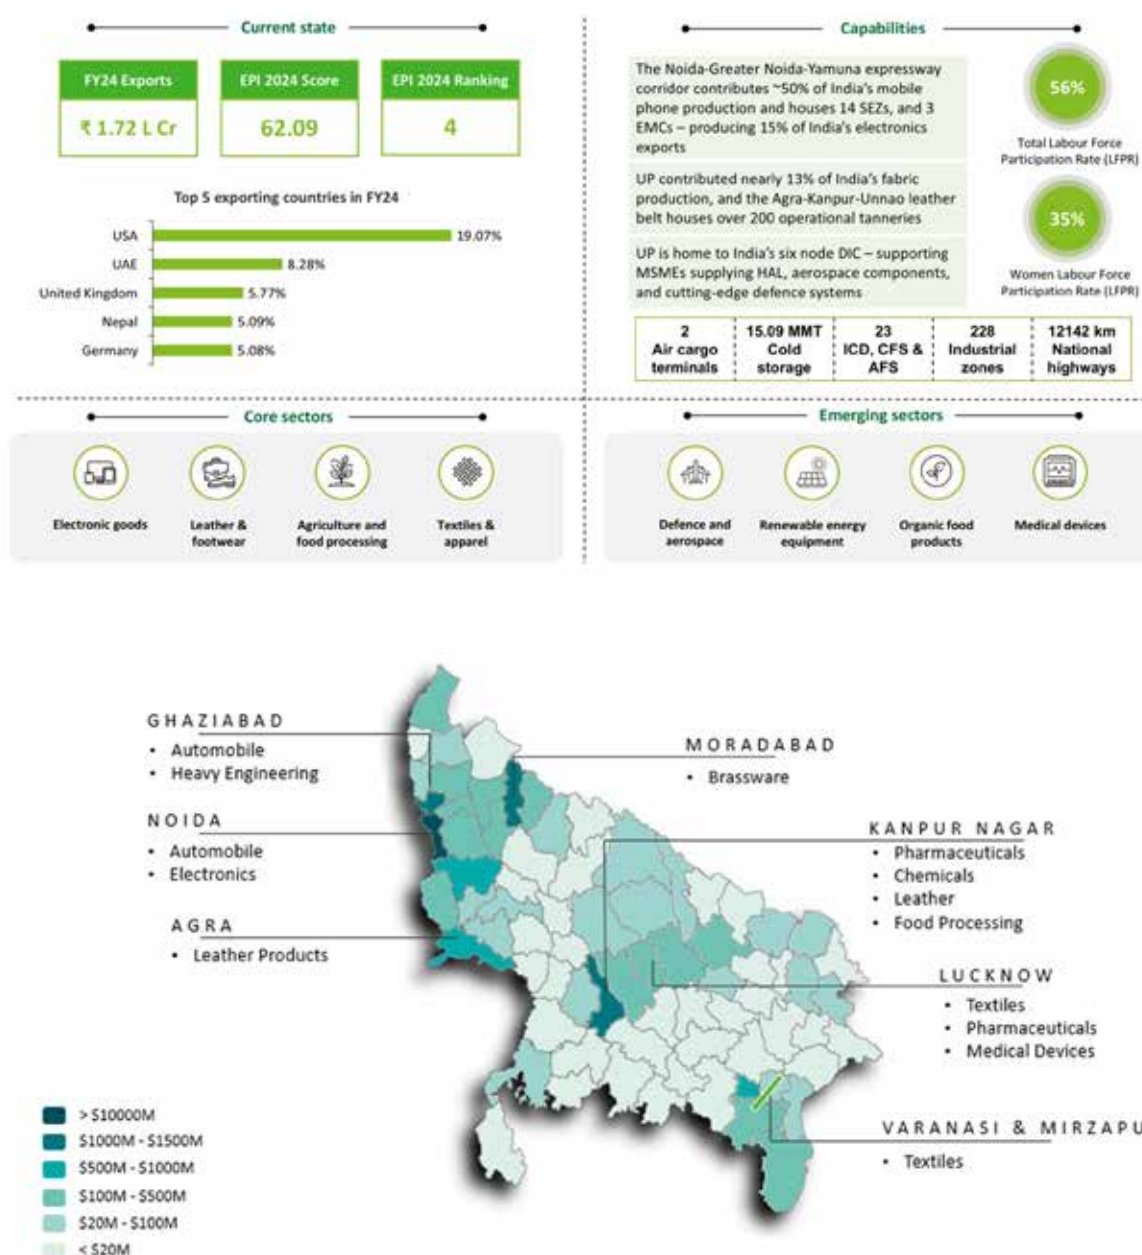 Current state
FY24 Exports
₹ 1.72 L Cr
EPI 2024 Score
62.09
EPI 2024 Ranking
4
Top 5 exporting countries in FY24
USA 19.07%
UAE 8.28%
United Kingdom 5.77%
Nepal 5.09%
Germany 5.08%
Capabilities
The Noida-Greater Noida-Yamuna expressway
corridor contributes ~50% of India's mobile
phone production and houses 14 SEZs, and 3
EMCs – producing 15% of India's electronics
exports
UP contributed nearly 13% of India's fabric
production, and the Agra-Kanpur-Unnao leather
belt houses over 200 operational tanneries
UP is home to India's six node DIC – supporting
MSMEs supplying HAL, aerospace components,
and cutting-edge defence systems
56%
Total Labour Force
Participation Rate (LFPR)
35%
Women Labour Force
Participation Rate (LFPR)
2
Air cargo
terminals
15.09 MMT
Cold
storage
23
ICD, CFS &
AFS
228
Industrial
zones
12142 km
National
highways
Core sectors
Electronic goods
Leather &
footwear
Agriculture and
food processing
Textiles &
apparel
Emerging sectors
Defence and
aerospace
Renewable energy
equipment
Organic food
products
Medical devices
GHAZIABAD
• Automobile
• Heavy Engineering
NOIDA
• Automobile
• Electronics
AGRA
• Leather Products
MORADABAD
• Brassware
KANPUR NAGAR
• Pharmaceuticals
• Chemicals
• Leather
• Food Processing
LUCKNOW
• Textiles
• Pharmaceuticals
• Medical Devices
VARANASI & MIRZAPU
• Textiles
> $10000M
$1000M - $1500M
$500M - $1000M
$100M - $500M
$20M - $100M
< $20M